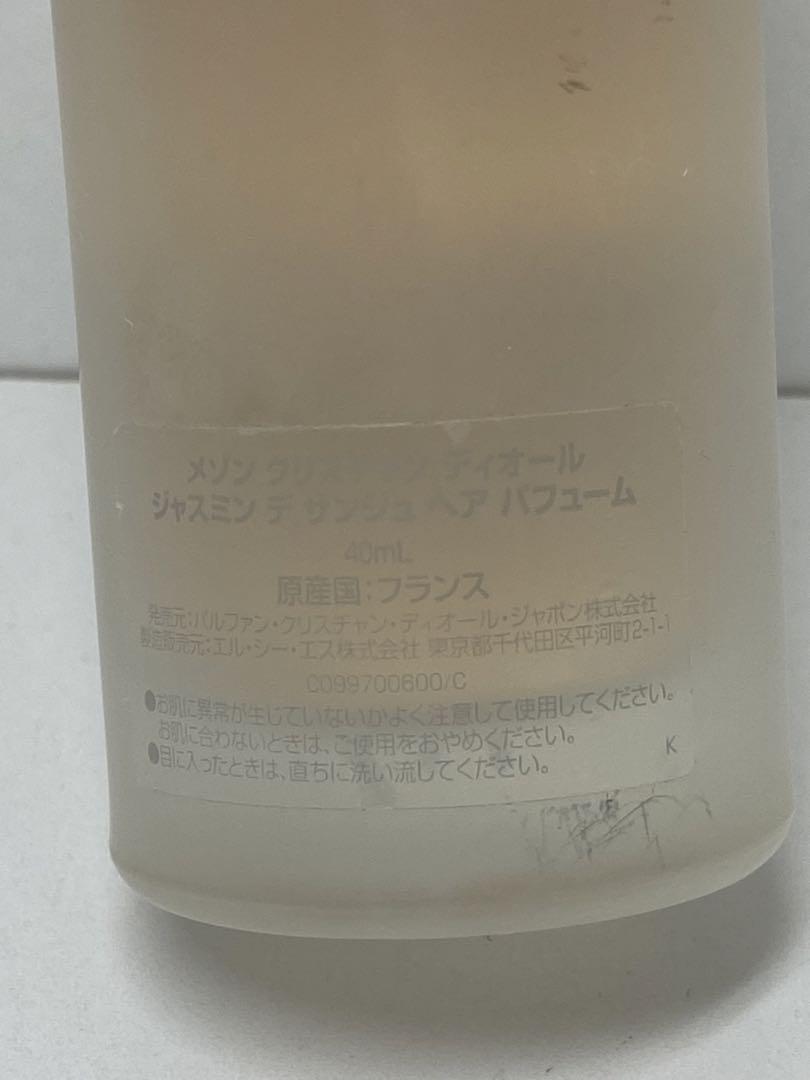 メゾン クリスチャン ディオール
ジャスミン デ サンジュ ヘア パフューム
40mL
原産国：フランス
発売元：パルファン・クリスチャン・ディオール・ジャポン株式会社
製造販売元：エル・シー・エス株式会社 東京都千代田区平河町2-1-1
C099700600/C
●お肌に異常が生じていないかよく注意して使用してください。
お肌に合わないときは、ご使用をおやめください。
●目に入ったときは、直ちに洗い流してください。
K